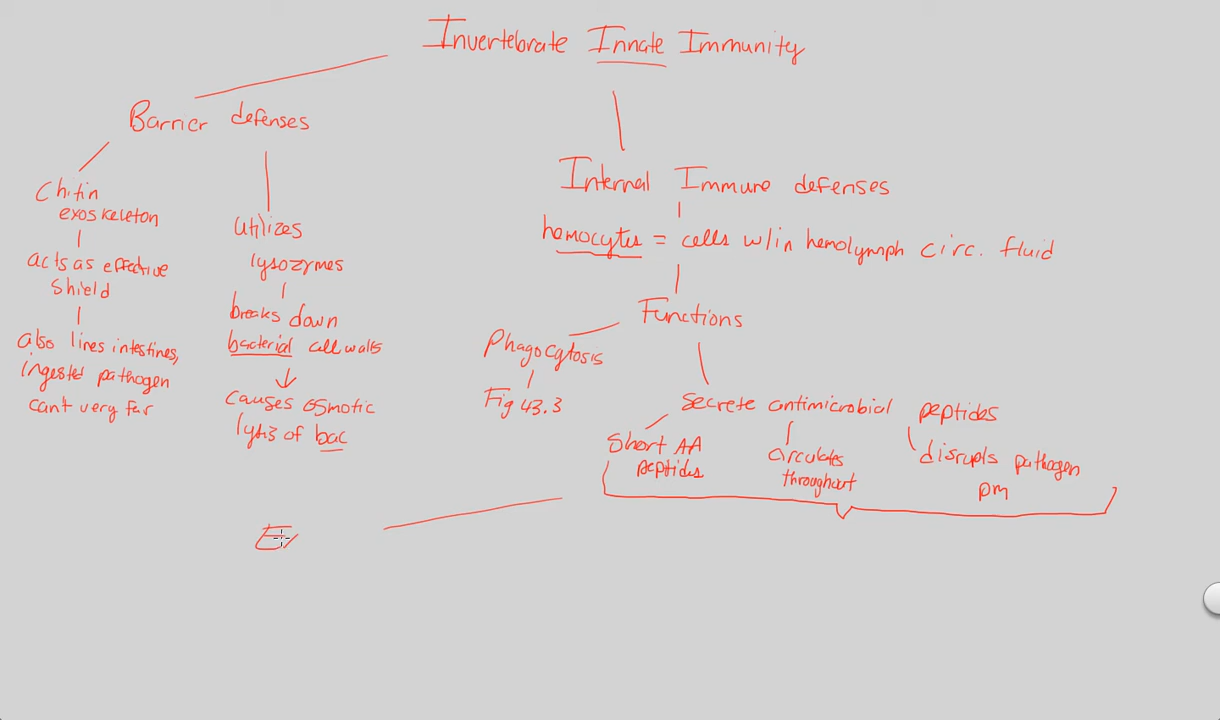 Invertebrate Innate Immunity
Barrier defenses
Chitin
exoskeleton
acts as effective
shield
also lines intestines,
ingested pathogen
can't very far
utilizes
lysozymes
breaks down
bacterial cell walls
causes osmotic
lysis of bac
Internal Immune defenses
hemocytes = cells w/in hemolymph circ. fluid
Functions
Phagocytosis
Fig 43.3
Secrete antimicrobial peptides
Short AA
peptides
circulates
throughout
disrupts pathogen
pm